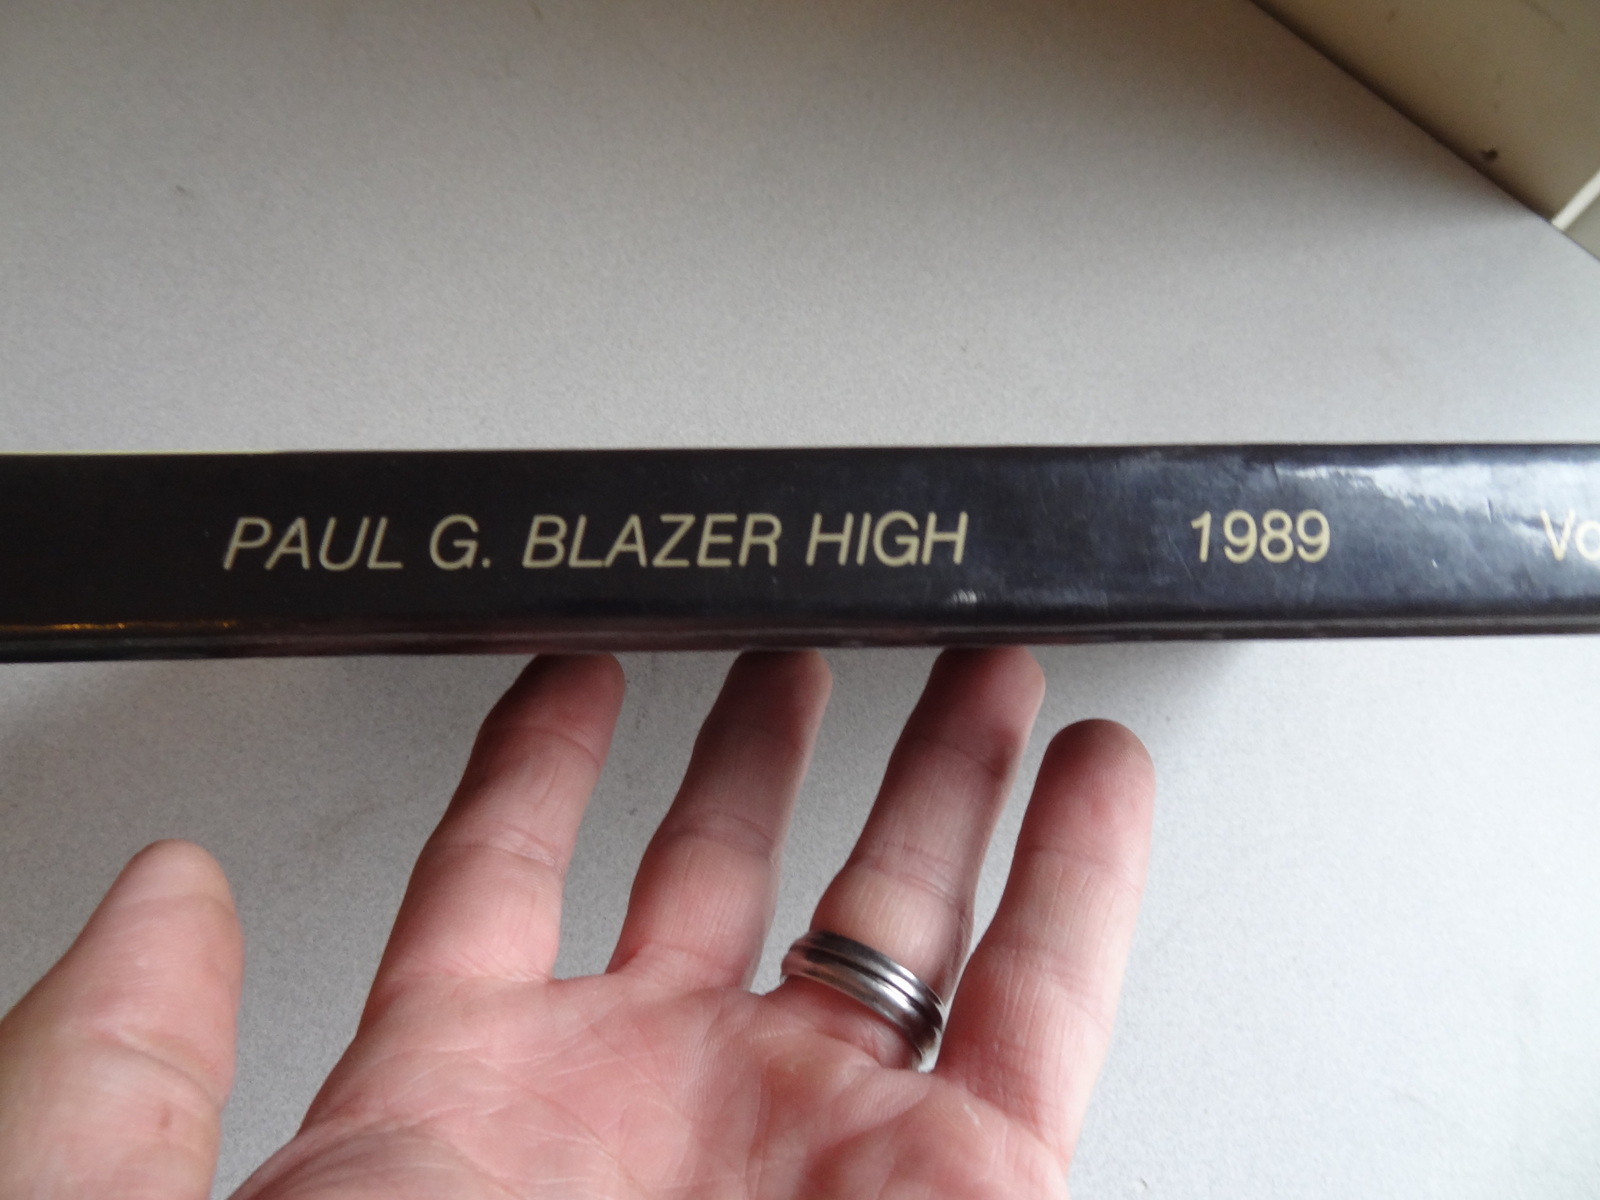 PAUL G. BLAZER HIGH 1989